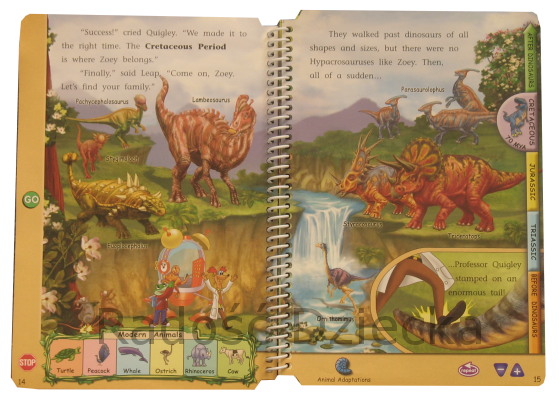 "Success!" cried Quigley. "We made it
to the right time. The Cretaceous Period
is where Zoey belongs."
"Finally," said Leap. "Come on, Zoey.
Let's find your family."
Pachycephalosaurus
Lambeosaurus
Stygimoloch
Euoplocephalus
GO
Modern Animals
Turtle
Peacock
Whale
Ostrich
Rhinoceros
Cow
STOP
14
They walked past dinosaurs of all
shapes and sizes, but there were no
Hypacrosauruses like Zoey. Then,
all of a sudden...
Parasaurolophus
Styracosaurus
Triceratops
Ornithomimus
...Professor Quigley
stamped on an
enormous tail!
Animal Adaptations
repeat
15
AFTER DINOSAURS
CRETACEOUS
JURASSIC
TRIASSIC
BEFORE DINOSAURS
Radość Dziecka